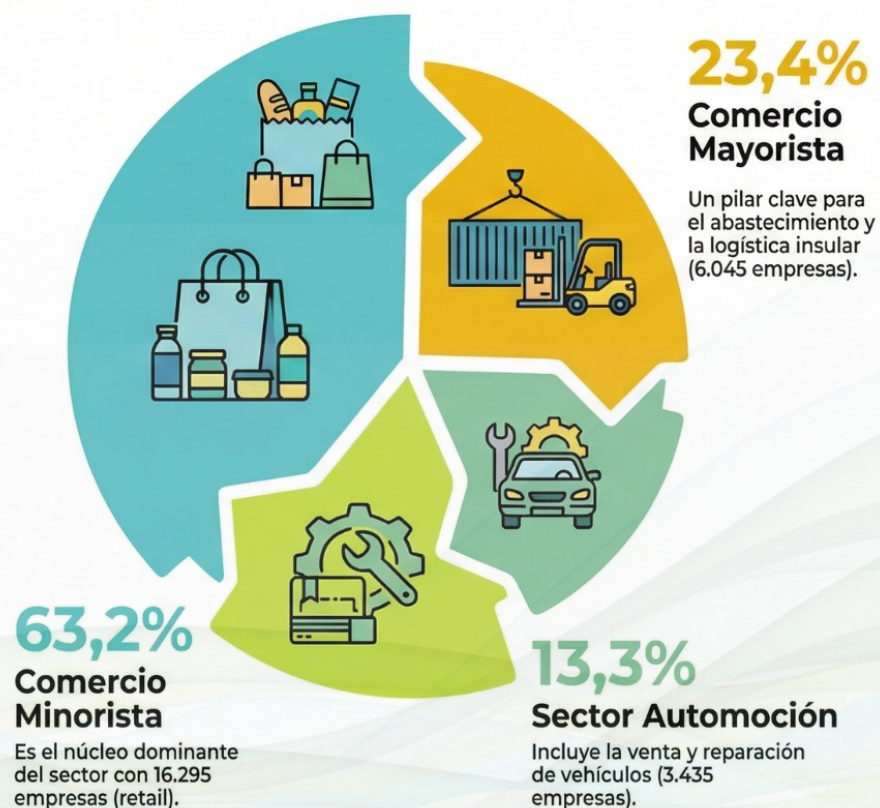 23,4%
Comercio
Mayorista
Un pilar clave para
el abastecimiento y
la logística insular
(6.045 empresas).
63,2%
Comercio
Minorista
Es el núcleo dominante
del sector con 16.295
empresas (retail).
13,3%
Sector Automoción
Incluye la venta y reparación
de vehículos (3.435
empresas).